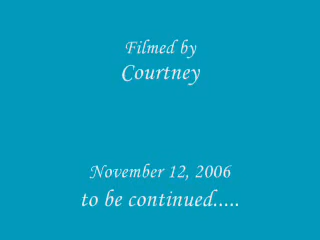 Filmed by
Courtney
November 12, 2006
to be continued.....